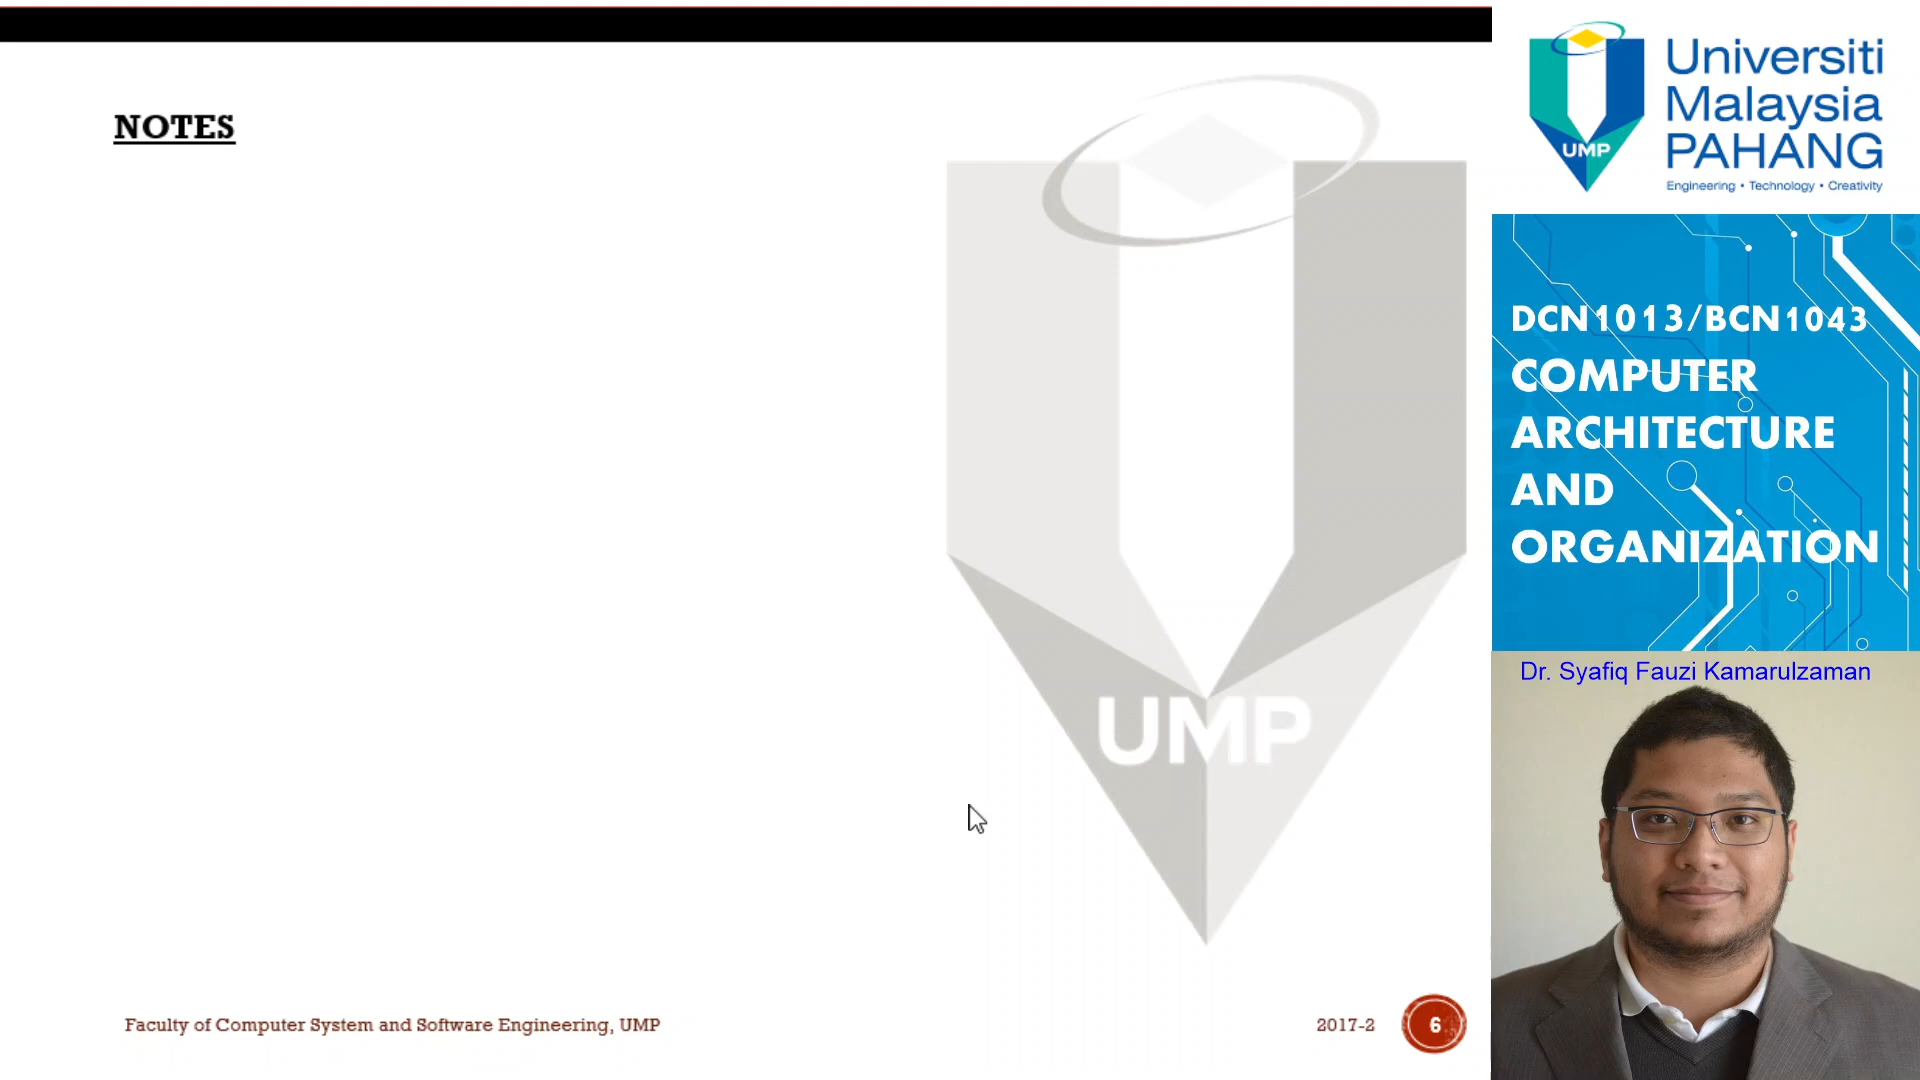 NOTES
UMP
Faculty of Computer System and Software Engineering, UMP
2017-2
6
UMP
Universiti
Malaysia
PAHANG
Engineering • Technology • Creativity
DCN1013/BCN1043
COMPUTER
ARCHITECTURE
AND
ORGANIZATION
Dr. Syafiq Fauzi Kamarulzaman